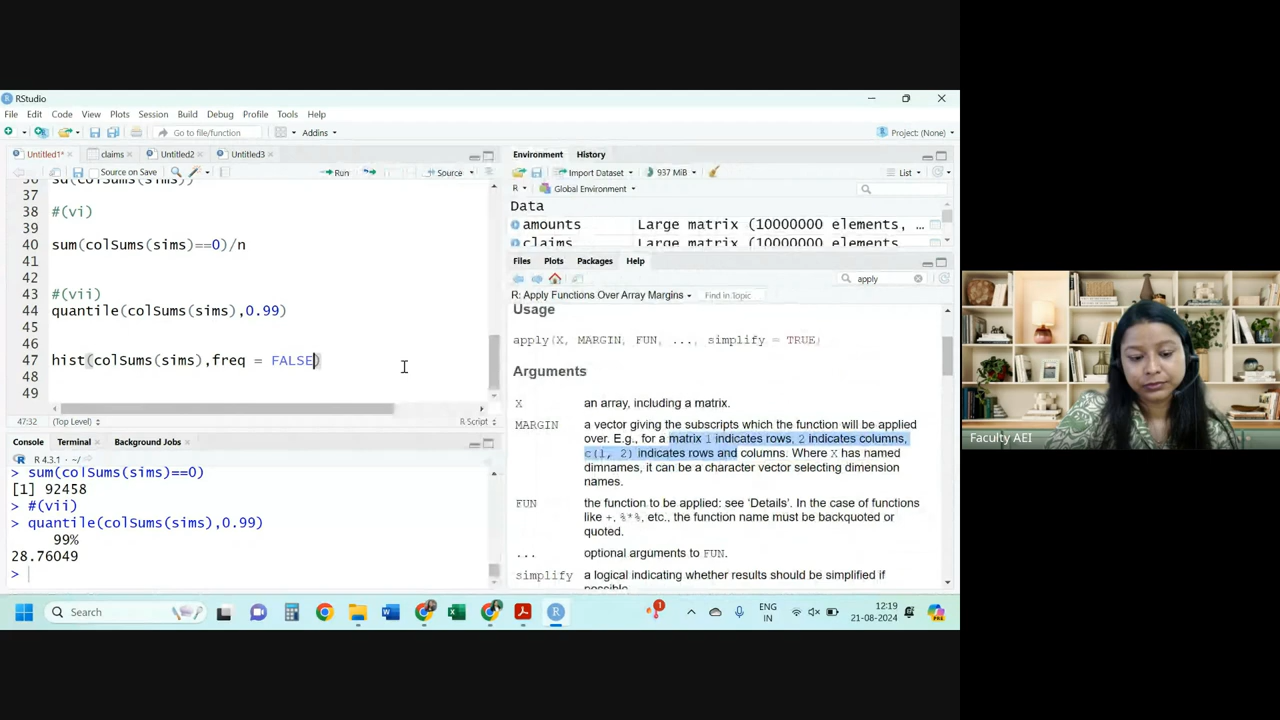 RStudio
File Edit Code View Plots Session Build Debug Profile Tools Help
Go to file/function Addins Project: (None)
Untitled1* claims Untitled2 Untitled3
Source on Save Run Source
36 sd(colSums(sims))
37
38 #(vi)
39
40 sum(colSums(sims)==0)/n
41
42
43 #(vii)
44 quantile(colSums(sims),0.99)
45
46
47 hist(colSums(sims),freq = FALSE)
48
49
47:32 (Top Level) R Script
Console Terminal Background Jobs
R 4.3.1 · ~/
> sum(colSums(sims)==0)
[1] 92458
> #(vii)
> quantile(colSums(sims),0.99)
99%
28.76049
>
Environment History
Import Dataset 937 MiB List
R Global Environment
Data
amounts Large matrix (10000000 elements, …
claims Large matrix (10000000 elements
Files Plots Packages Help
apply
R: Apply Functions Over Array Margins Find in Topic
Usage
apply(X, MARGIN, FUN, ..., simplify = TRUE)
Arguments
X an array, including a matrix.
MARGIN a vector giving the subscripts which the function will be applied
over. E.g., for a matrix 1 indicates rows, 2 indicates columns,
c(1, 2) indicates rows and columns. Where X has named
dimnames, it can be a character vector selecting dimension
names.
FUN the function to be applied: see ‘Details’. In the case of functions
like +, %*%, etc., the function name must be backquoted or
quoted.
... optional arguments to FUN.
simplify a logical indicating whether results should be simplified if
possible.
Search
ENG
IN
12:19
21-08-2024
Faculty AEI